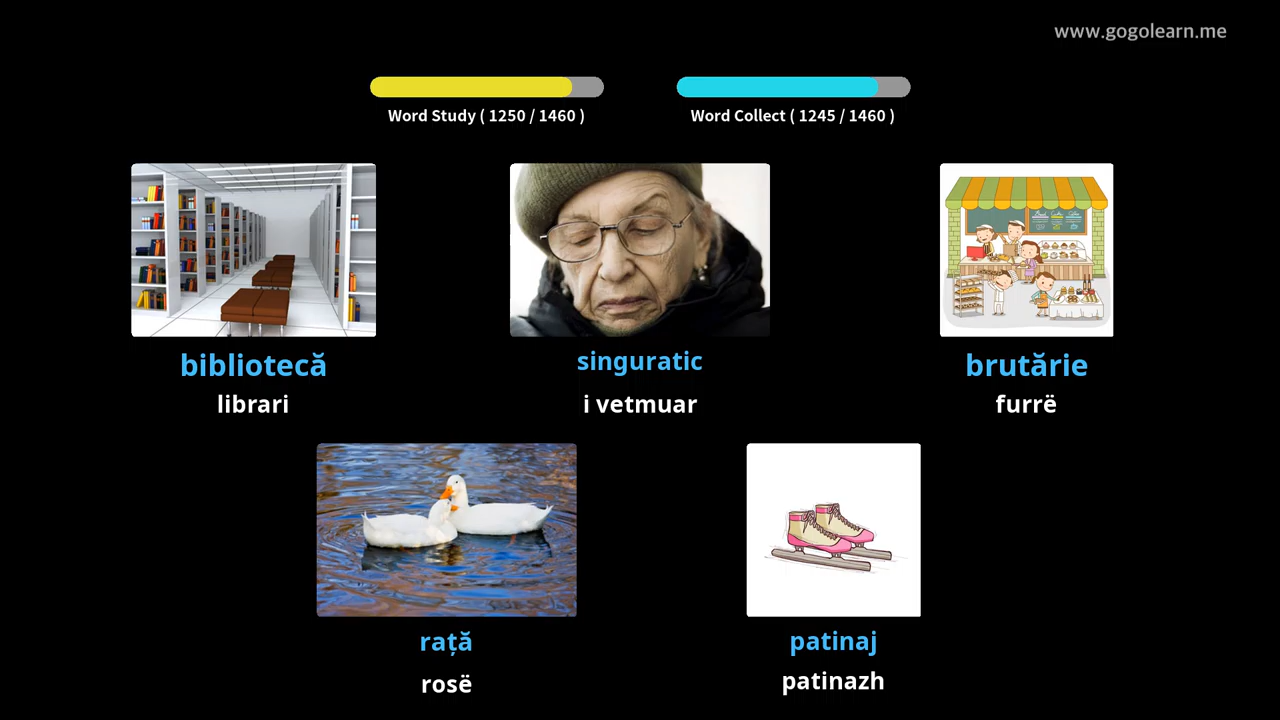 www.gogolearn.me
Word Study ( 1250 / 1460 )
Word Collect ( 1245 / 1460 )
bibliotecă
librari
singuratic
i vetmuar
brutărie
furrë
rață
rosë
patinaj
patinazh